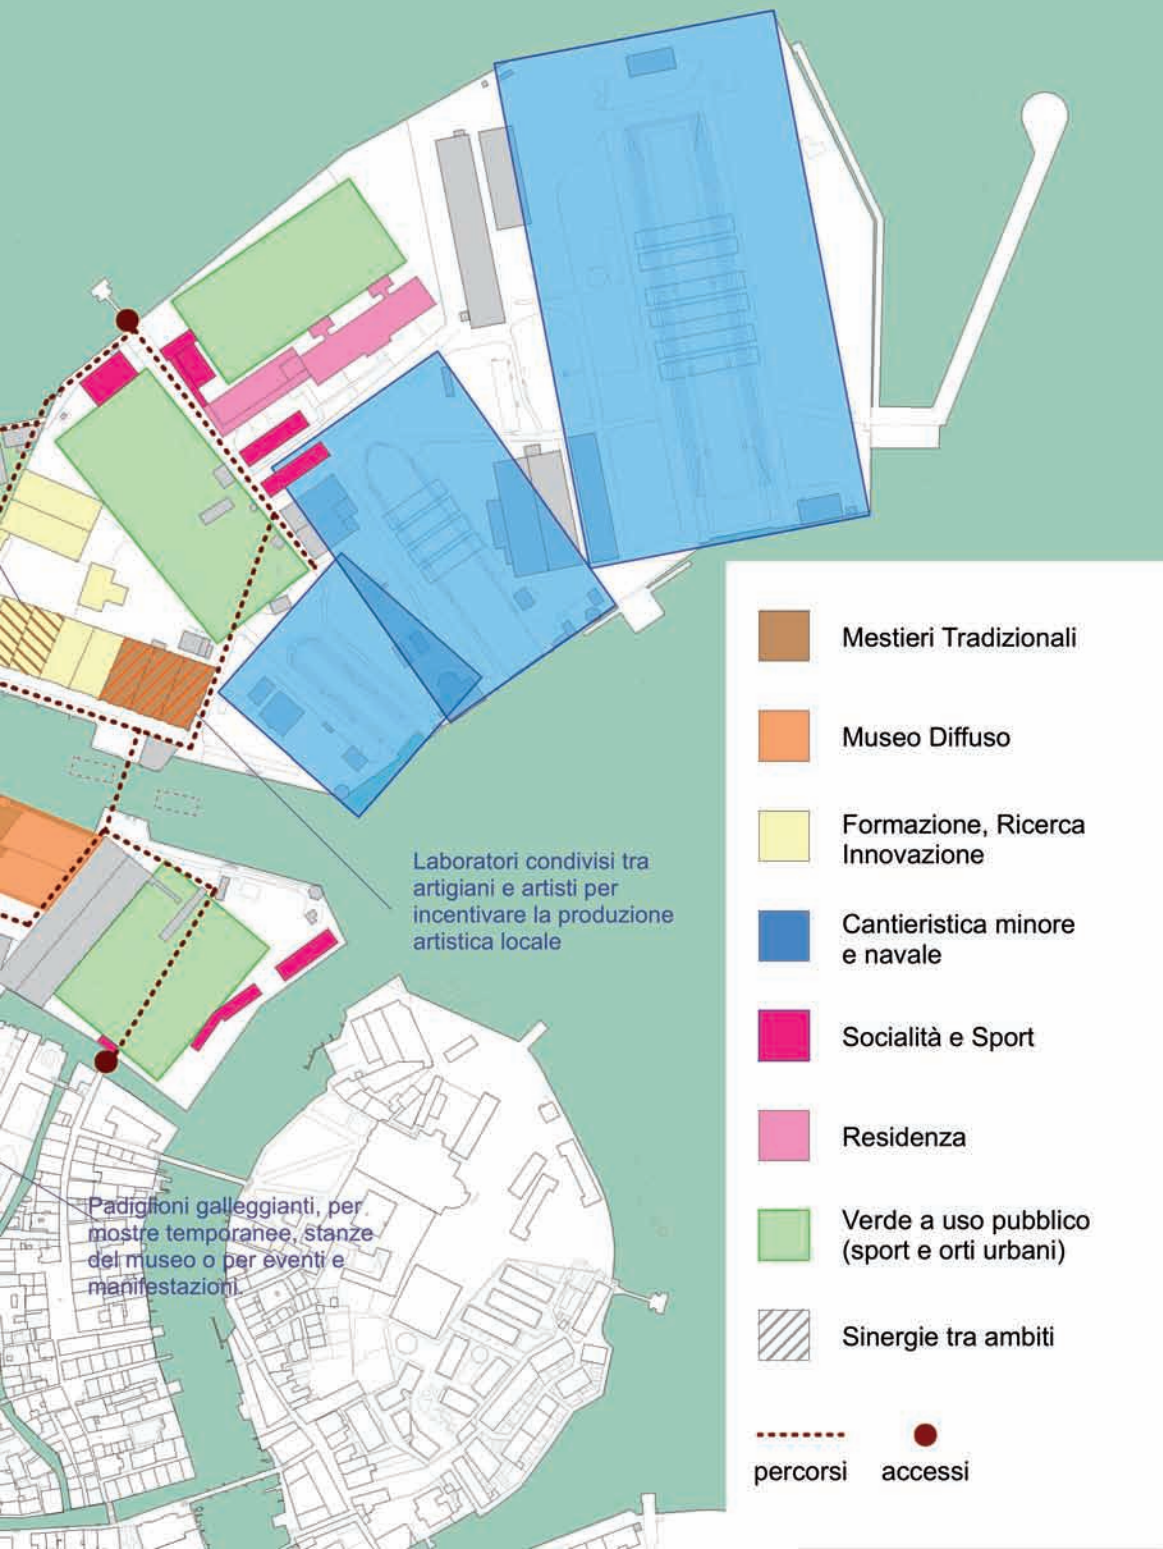 Laboratori condivisi tra
artigiani e artisti per
incentivare la produzione
artistica locale
Padiglioni galleggianti, per
mostre temporanee, stanze
del museo o per eventi e
manifestazioni.
Mestieri Tradizionali
Museo Diffuso
Formazione, Ricerca
Innovazione
Cantieristica minore
e navale
Socialità e Sport
Residenza
Verde a uso pubblico
(sport e orti urbani)
Sinergie tra ambiti
percorsi accessi